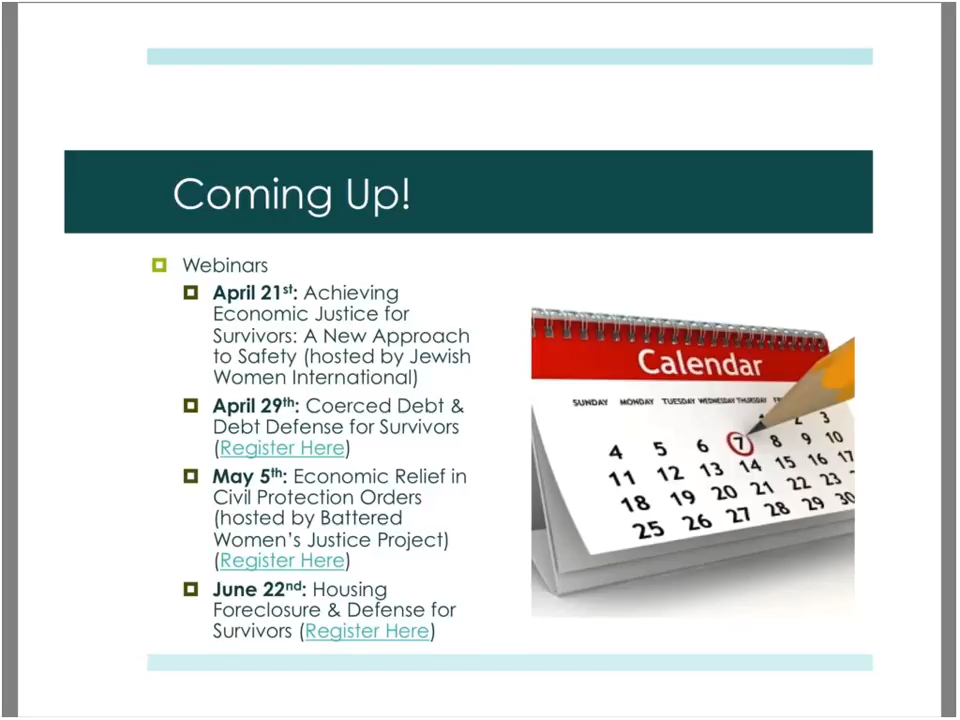 Coming Up!
Webinars
April 21st: Achieving
Economic Justice for
Survivors: A New Approach
to Safety (hosted by Jewish
Women International)
April 29th: Coerced Debt &
Debt Defense for Survivors
(Register Here)
May 5th: Economic Relief in
Civil Protection Orders
(hosted by Battered
Women's Justice Project)
(Register Here)
June 22nd: Housing
Foreclosure & Defense for
Survivors (Register Here)
Calendar
SUNDAY MONDAY TUESDAY WEDNESDAY THURSDAY
2 3
4 5 6 7 8 9 10
11 12 13 14 15 16 17
18 19 20 21 22 23
25 26 27 28 29 30